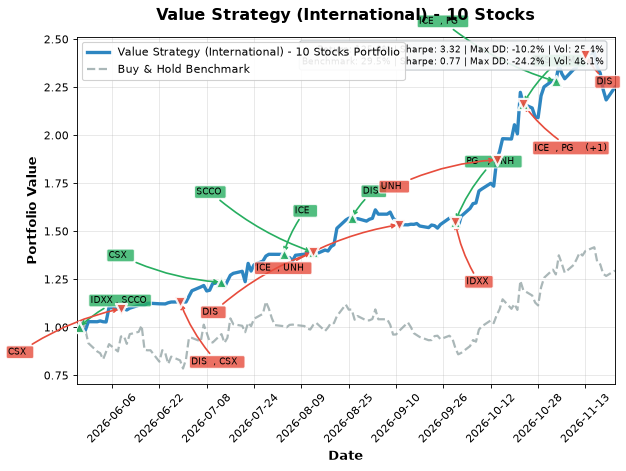 Value Strategy (International) - 10 Stocks
ICE , PG
Value Strategy (International) - 10 Stocks Portfolio
Buy & Hold Benchmark
Sharpe: 3.32 | Max DD: -10.2% | Vol: 25.4%
Sharpe: 0.77 | Max DD: -24.2% | Vol: 48.1%
DIS
ICE , PG (+1)
UNH
DIS
SCCO
ICE
CSX
ICE , UNH
IDXX
IDXX , SCCO
DIS
CSX
DIS , CSX
2.50
2.25
2.00
1.75
1.50
1.25
1.00
0.75
Portfolio Value
2026-06-06
2026-06-22
2026-07-08
2026-07-24
2026-08-09
2026-08-25
2026-09-10
2026-09-26
2026-10-12
2026-10-28
2026-11-13
Date